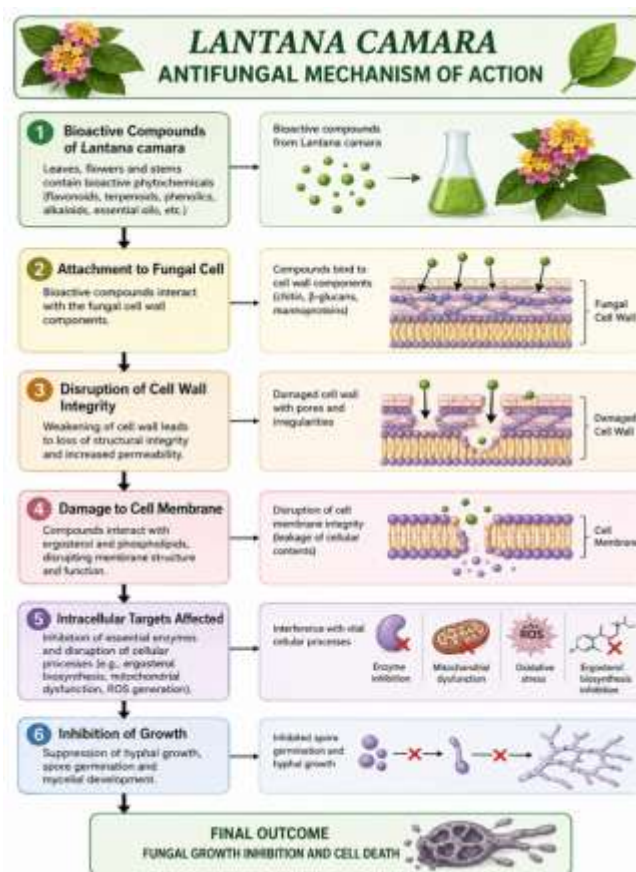 LANTANA CAMARA
ANTIFUNGAL MECHANISM OF ACTION
1
Bioactive Compounds
of Lantana camara
Leaves, flowers and stems
contain bioactive phytochemicals
(flavonoids, terpenoids, phenolics,
alkaloids, essential oils, etc.)
Bioactive compounds
from Lantana camara
2
Attachment to Fungal Cell
Bioactive compounds interact
with the fungal cell wall
components.
Compounds bind to
cell wall components
(chitin, β-glucans,
mannoproteins)
Fungal
Cell Wall
3
Disruption of Cell Wall
Integrity
Weakening of cell wall leads
to loss of structural integrity
and increased permeability.
Damaged cell wall
with pores and
irregularities
Damaged
Cell Wall
4
Damage to Cell Membrane
Compounds interact with
ergosterol and phospholipids,
disrupting membrane structure
and function.
Disruption of cell
membrane integrity
(leakage of cellular
contents)
Cell
Membrane
5
Intracellular Targets Affected
Inhibition of essential enzymes
and disruption of cellular
processes (e.g., ergosterol
biosynthesis, mitochondrial
dysfunction, ROS generation).
Interference with vital
cellular processes
ROS
Enzyme
inhibition
Mitochondrial
dysfunction
Oxidative
stress
Ergosterol
biosynthesis
inhibition
6
Inhibition of Growth
Suppression of hyphal growth,
spore germination and
mycelial development.
Inhibited spore
germination and
hyphal growth
FINAL OUTCOME
FUNGAL GROWTH INHIBITION AND CELL DEATH